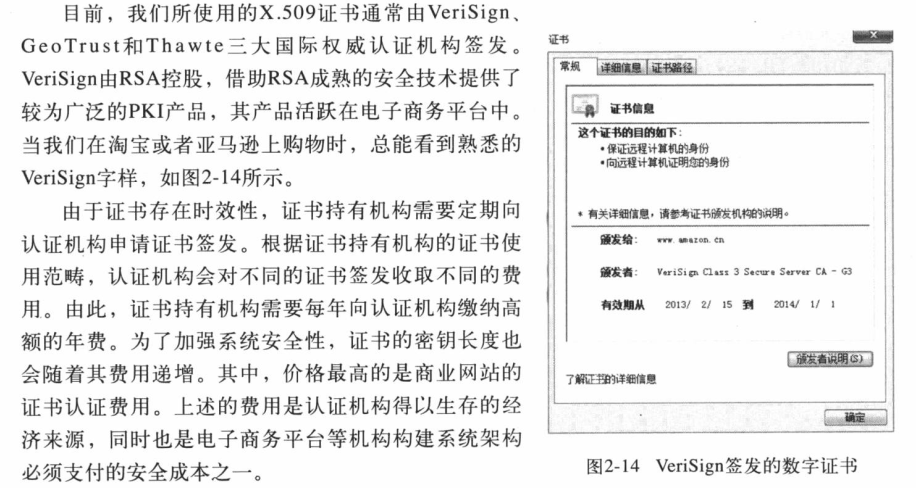 目前，我们所使用的X.509证书通常由VeriSign、
GeoTrust和Thawte三大国际权威认证机构签发。
VeriSign由RSA控股，借助RSA成熟的安全技术提供了
较为广泛的PKI产品，其产品活跃在电子商务平台中。
当我们在淘宝或者亚马逊上购物时，总能看到熟悉的
VeriSign字样，如图2-14所示。
由于证书存在时效性，证书持有机构需要定期向
认证机构申请证书签发。根据证书持有机构的证书使
用范畴，认证机构会对不同的证书签发收取不同的费
用。由此，证书持有机构需要每年向认证机构缴纳高
额的年费。为了加强系统安全性，证书的密钥长度也
会随着其费用递增。其中，价格最高的是商业网站的
证书认证费用。上述的费用是认证机构得以生存的经
济来源，同时也是电子商务平台等机构构建系统架构
必须支付的安全成本之一。
证书
常规 详细信息 证书路径
证书信息
这个证书的目的如下:
•保证远程计算机的身份
•向远程计算机证明您的身份
* 有关详细信息，请参考证书颁发机构的说明。
颁发给: www.amazon.cn
颁发者: VeriSign Class 3 Secure Server CA - G3
有效期从 2013/ 2/ 15 到 2014/ 1/ 1
颁发者说明(S)
了解证书的详细信息
确定
图2-14 VeriSign签发的数字证书